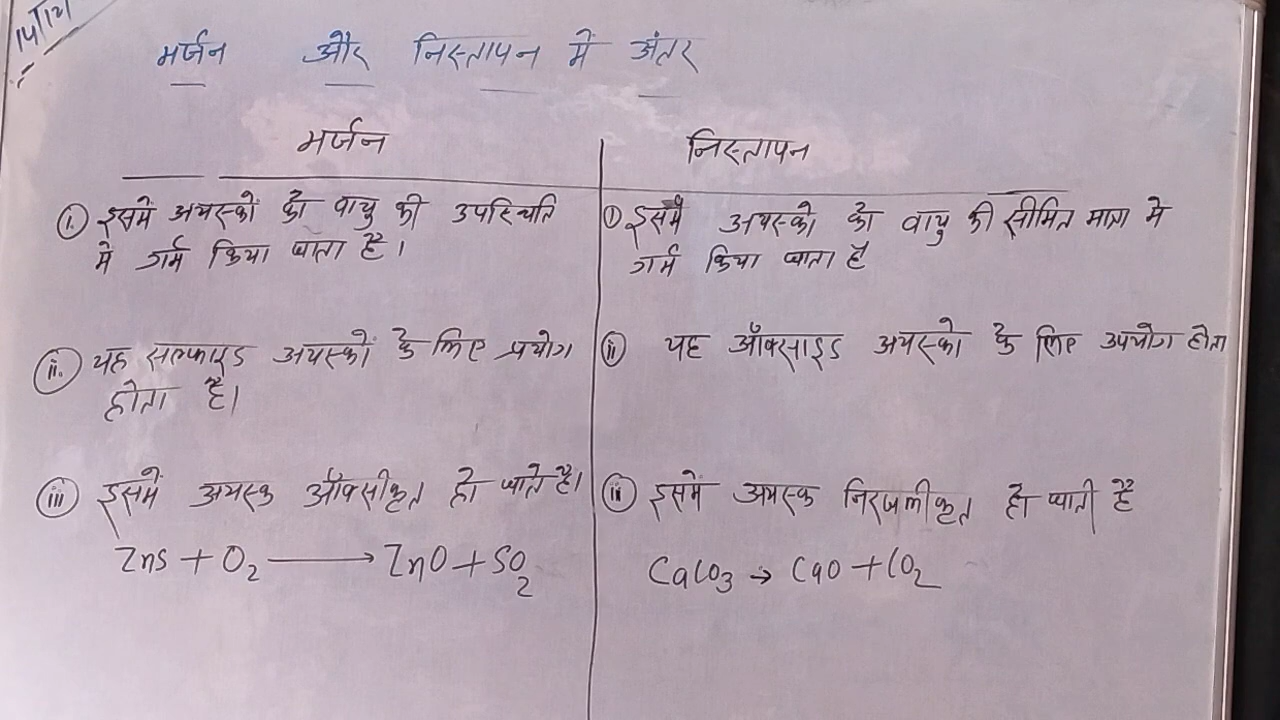 14/12/
भर्जन और निस्तापन में अंतर
भर्जन
i. इसमें अयस्कों को वायु की उपस्थिति
में गर्म किया जाता है।
ii. यह सल्फाइड अयस्कों के लिए प्रयोग
होता है।
iii इसमें अयस्क ऑक्सीकृत हो जाते है।
ZnS + O₂ → ZnO + SO₂
निस्तापन
① इसमें अयस्को को वायु की सीमित मात्रा में
गर्म किया जाता है
ii यह ऑक्साइड अयस्को के लिए उपयोग होता
ii इसमें अयस्क निरजलीकृत हो जाती है
CaCO₃ → CaO + CO₂